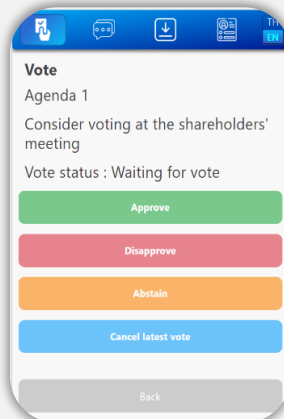 TH
EN
Vote
Agenda 1
Consider voting at the shareholders'
meeting
Vote status : Waiting for vote
Approve
Disapprove
Abstain
Cancel latest vote
Back